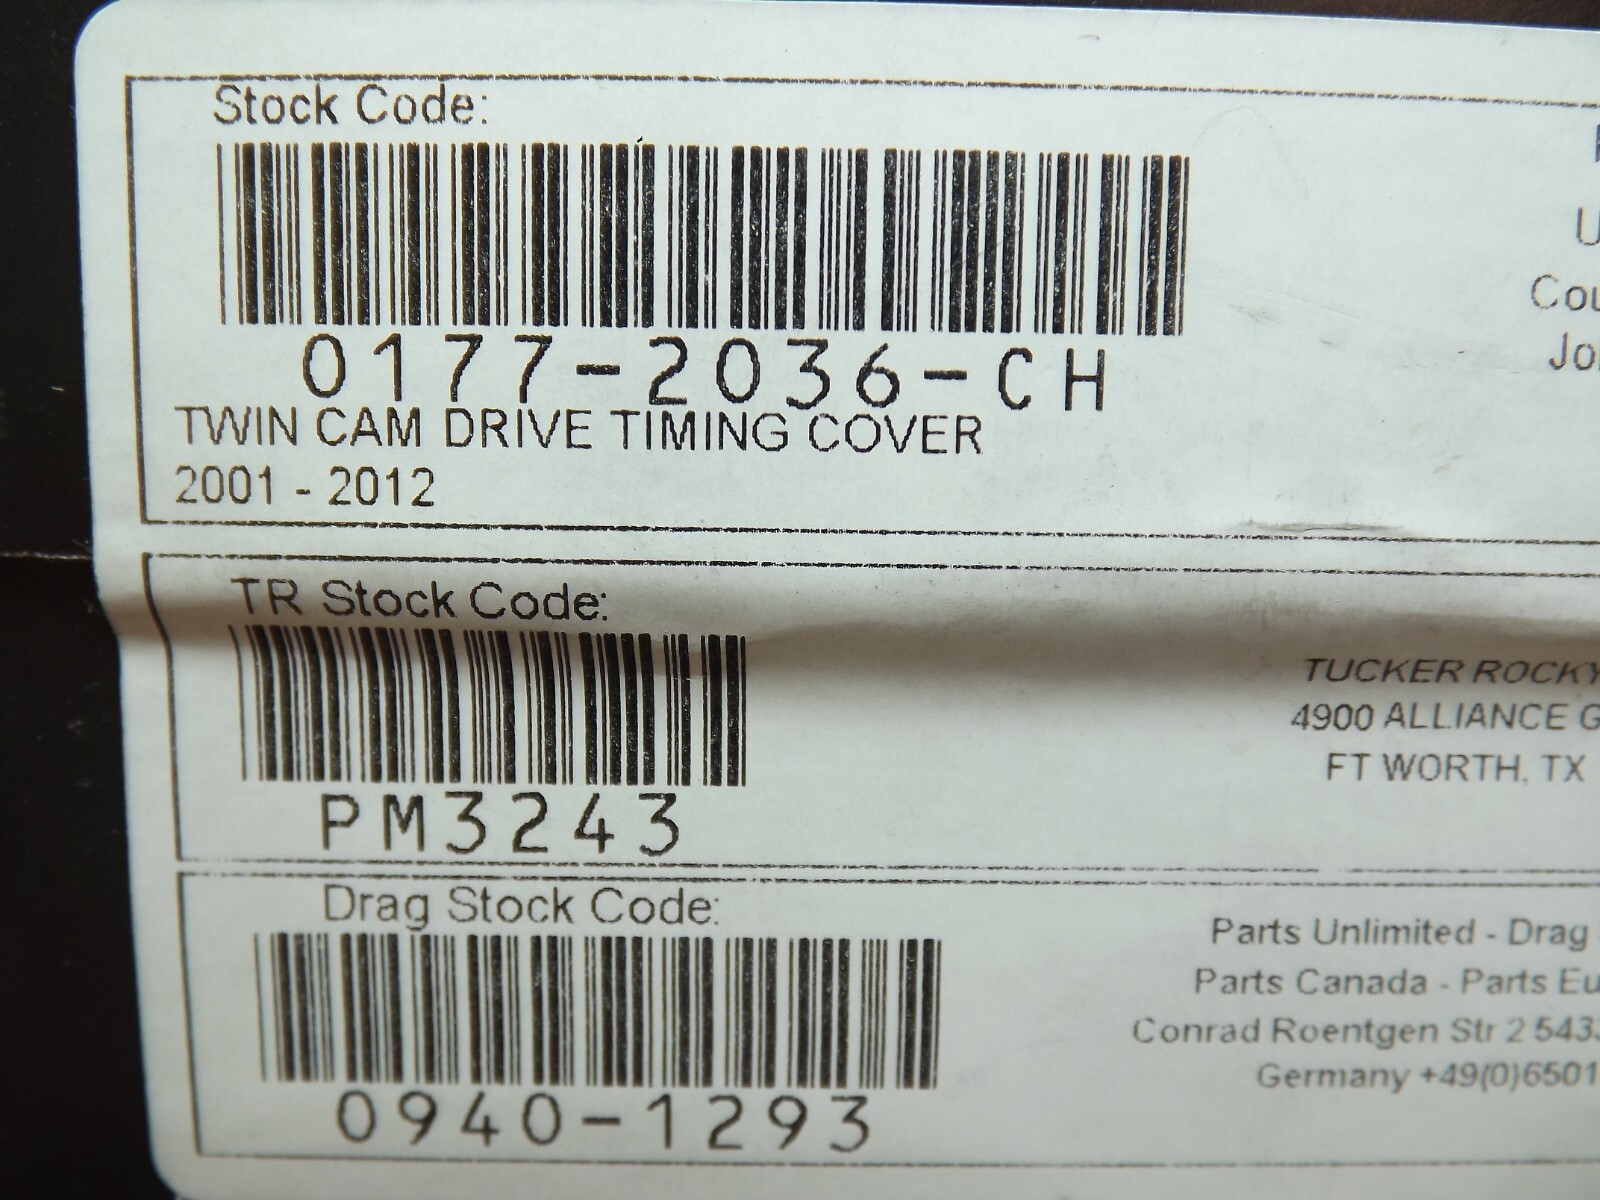 Stock Code:
0177-2036-CH
TWIN CAM DRIVE TIMING COVER
2001 - 2012
TR Stock Code:
TUCKER ROCKY
4900 ALLIANCE
FT WORTH, TX
PM3243
Drag Stock Code:
Parts Unlimited - Drag
Parts Canada - Parts
Conrad Roentgen Str 2
Germany +49(0)6501
0940-1293